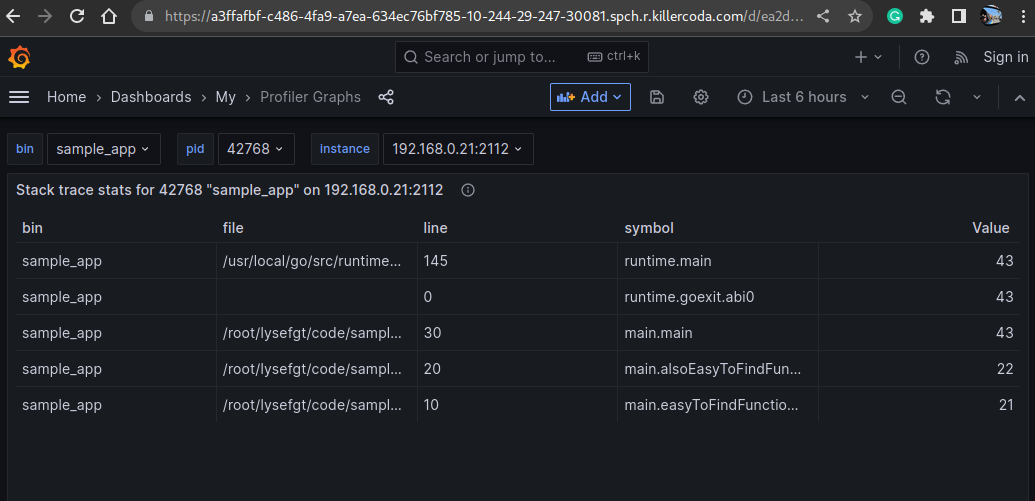 https://a3ffafbf-c486-4fa9-a7ea-634ec76bf785-10-244-29-247-30081.spch.r.killercoda.com/d/ea2d...
Search or jump to... ctrl+k Sign in
Home › Dashboards › My › Profiler Graphs Add Last 6 hours
bin sample_app pid 42768 instance 192.168.0.21:2112
Stack trace stats for 42768 "sample_app" on 192.168.0.21:2112
bin file line symbol Value
sample_app /usr/local/go/src/runtime... 145 runtime.main 43
sample_app 0 runtime.goexit.abi0 43
sample_app /root/lysefgt/code/sampl... 30 main.main 43
sample_app /root/lysefgt/code/sampl... 20 main.alsoEasyToFindFun... 22
sample_app /root/lysefgt/code/sampl... 10 main.easyToFindFunctio... 21